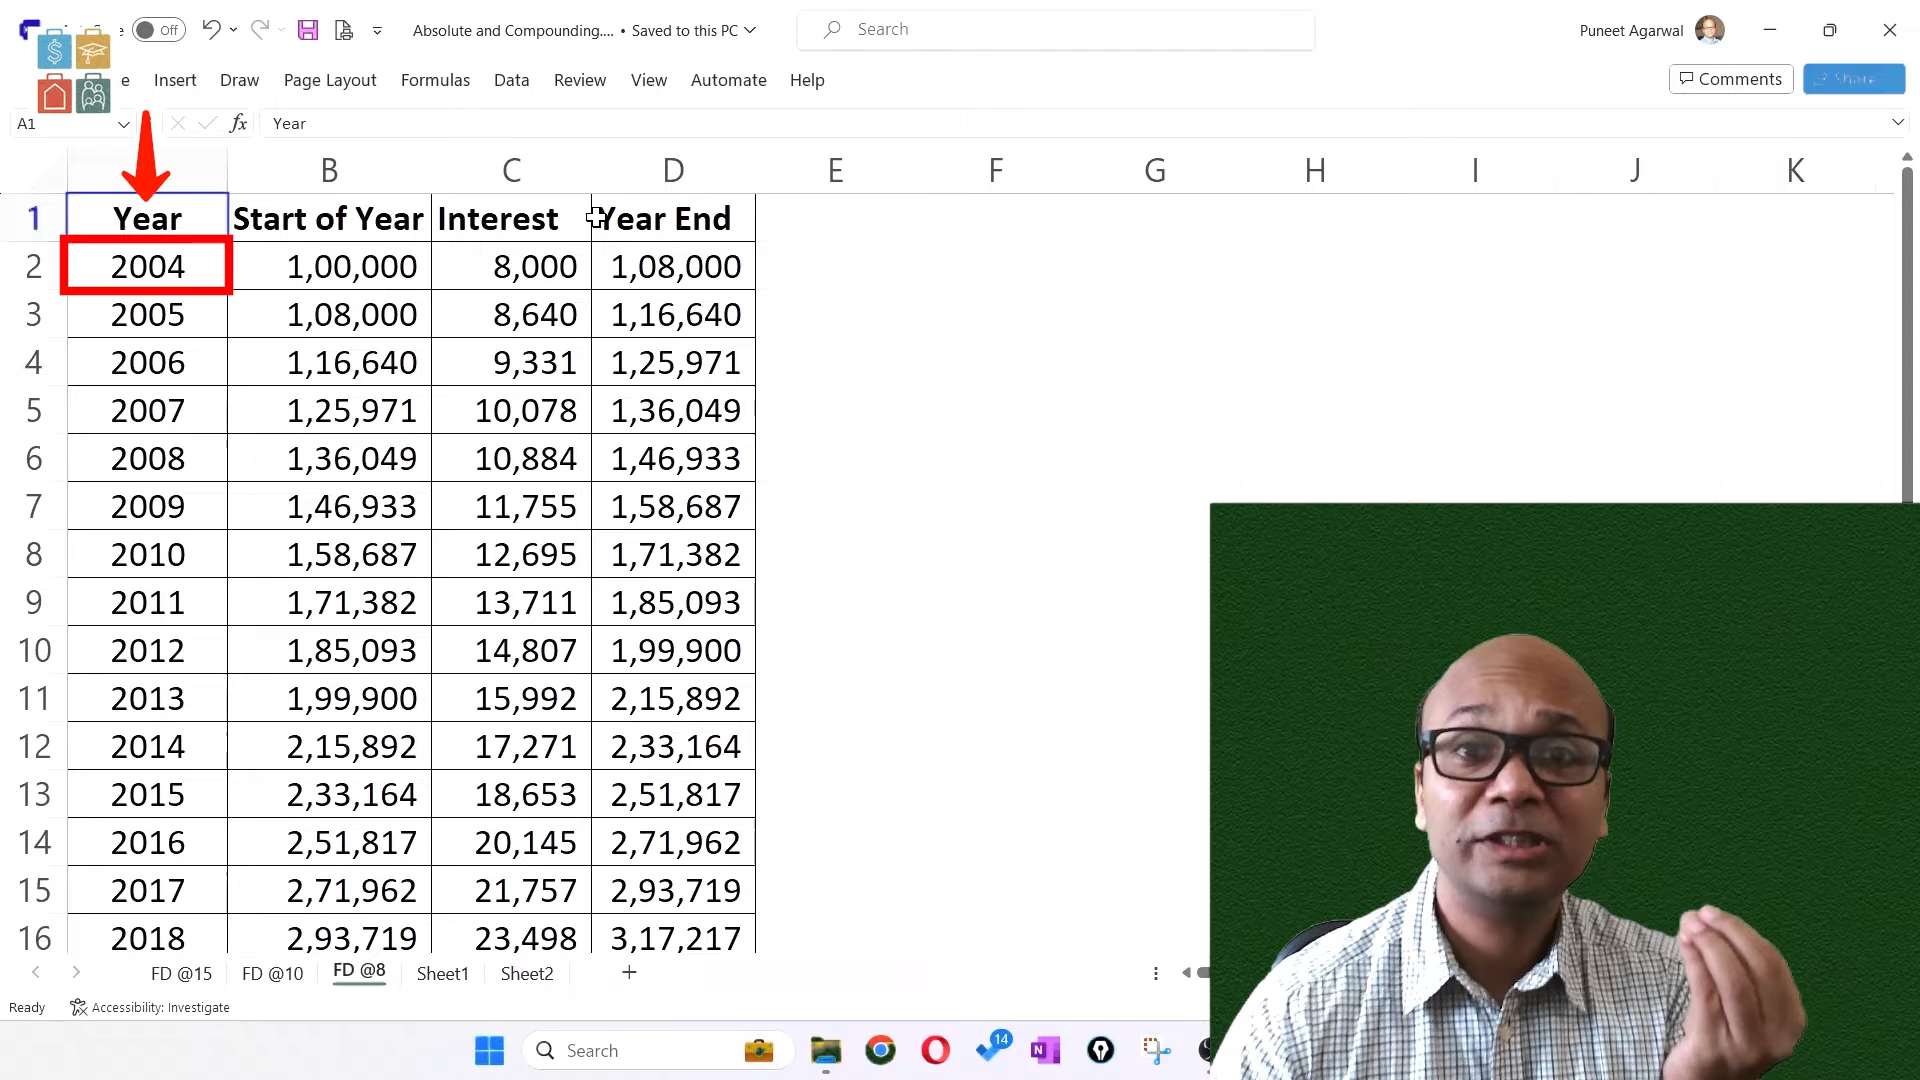 Off
Absolute and Compounding.... • Saved to this PC
Search
Puneet Agarwal
e Insert Draw Page Layout Formulas Data Review View Automate Help
Comments Share
A1 fx Year
B C D E F G H I J K
1 Year Start of Year Interest Year End
2 2004 1,00,000 8,000 1,08,000
3 2005 1,08,000 8,640 1,16,640
4 2006 1,16,640 9,331 1,25,971
5 2007 1,25,971 10,078 1,36,049
6 2008 1,36,049 10,884 1,46,933
7 2009 1,46,933 11,755 1,58,687
8 2010 1,58,687 12,695 1,71,382
9 2011 1,71,382 13,711 1,85,093
10 2012 1,85,093 14,807 1,99,900
11 2013 1,99,900 15,992 2,15,892
12 2014 2,15,892 17,271 2,33,164
13 2015 2,33,164 18,653 2,51,817
14 2016 2,51,817 20,145 2,71,962
15 2017 2,71,962 21,757 2,93,719
16 2018 2,93,719 23,498 3,17,217
FD @15 FD @10 FD @8 Sheet1 Sheet2
Ready Accessibility: Investigate
Search 14 N